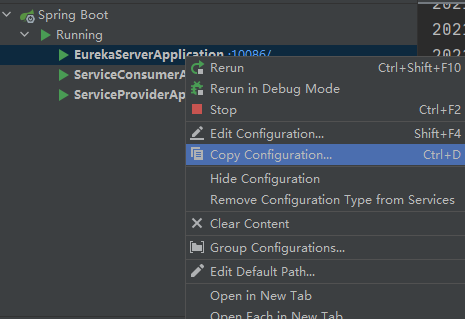 Spring Boot
Running
EurekaServerApplication :10086/
ServiceConsumerA
ServiceProviderAp
Rerun Ctrl+Shift+F10
Rerun in Debug Mode
Stop Ctrl+F2
Edit Configuration... Shift+F4
Copy Configuration... Ctrl+D
Hide Configuration
Remove Configuration Type from Services
Clear Content
Group Configurations...
Edit Default Path...
Open in New Tab
Open Each in New Tab
2021
202
202